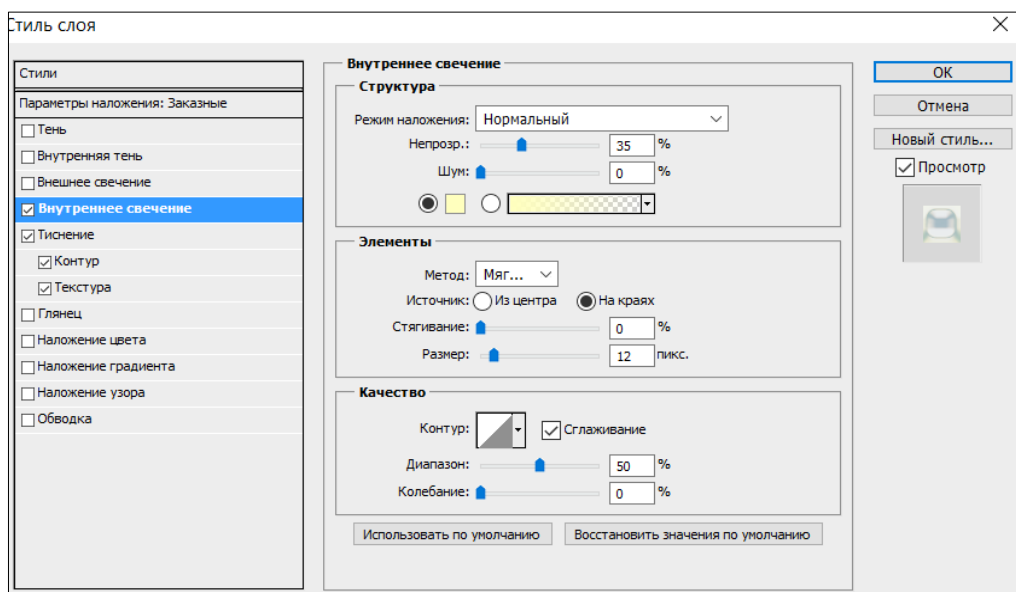 Стиль слоя
Стили
Параметры наложения: Заказные
Тень
Внутренняя тень
Внешнее свечение
Внутреннее свечение
Тиснение
Контур
Текстура
Глянец
Наложение цвета
Наложение градиента
Наложение узора
Обводка
Внутреннее свечение
Структура
Режим наложения: Нормальный
Непрозр.: 35 %
Шум: 0 %
Элементы
Метод: Мяг...
Источник: Из центра На краях
Стягивание: 0 %
Размер: 12 пикс.
Качество
Контур: Сглаживание
Диапазон: 50 %
Колебание: 0 %
Использовать по умолчанию Восстановить значения по умолчанию
OK
Отмена
Новый стиль...
Просмотр